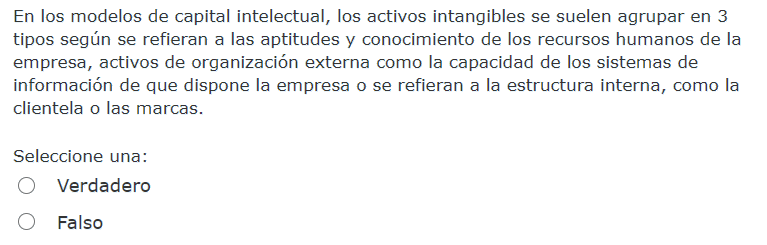 En los modelos de capital intelectual, los activos intangibles se suelen agrupar en 3
tipos según se refieran a las aptitudes y conocimiento de los recursos humanos de la
empresa, activos de organización externa como la capacidad de los sistemas de
información de que dispone la empresa o se refieran a la estructura interna, como la
clientela o las marcas.
Seleccione una:
Verdadero
Falso